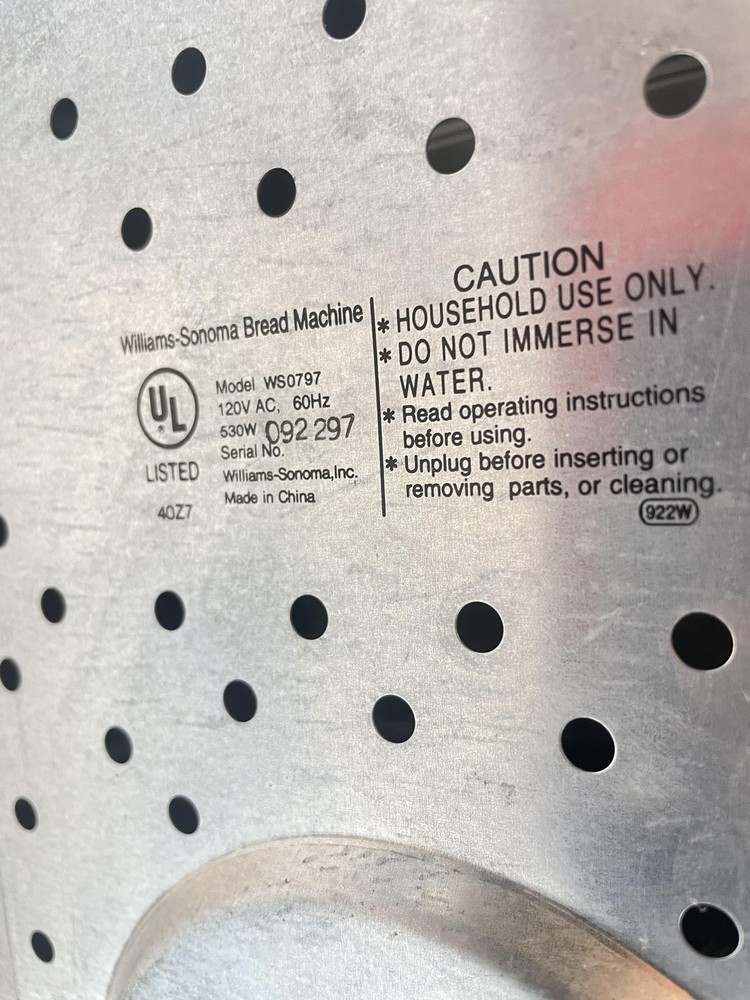 Williams-Sonoma Bread Machine
UL
®
LISTED
40Z7
Model WS0797
120V AC, 60Hz
530W 092 297
Serial No.
Williams-Sonoma,Inc.
Made in China
CAUTION
* HOUSEHOLD USE ONLY.
* DO NOT IMMERSE IN
WATER.
* Read operating instructions
before using.
* Unplug before inserting or
removing parts, or cleaning.
922W